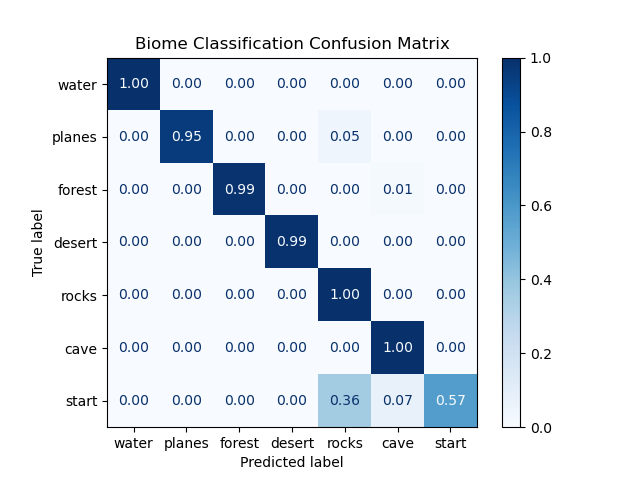 Biome Classification Confusion Matrix
water 1.00 0.00 0.00 0.00 0.00 0.00 0.00
planes 0.00 0.95 0.00 0.00 0.05 0.00 0.00
forest 0.00 0.00 0.99 0.00 0.00 0.01 0.00
desert 0.00 0.00 0.00 0.99 0.00 0.00 0.00
rocks 0.00 0.00 0.00 0.00 1.00 0.00 0.00
cave 0.00 0.00 0.00 0.00 0.00 1.00 0.00
start 0.00 0.00 0.00 0.00 0.36 0.07 0.57
water planes forest desert rocks cave start
Predicted label
True label
1.0
0.8
0.6
0.4
0.2
0.0